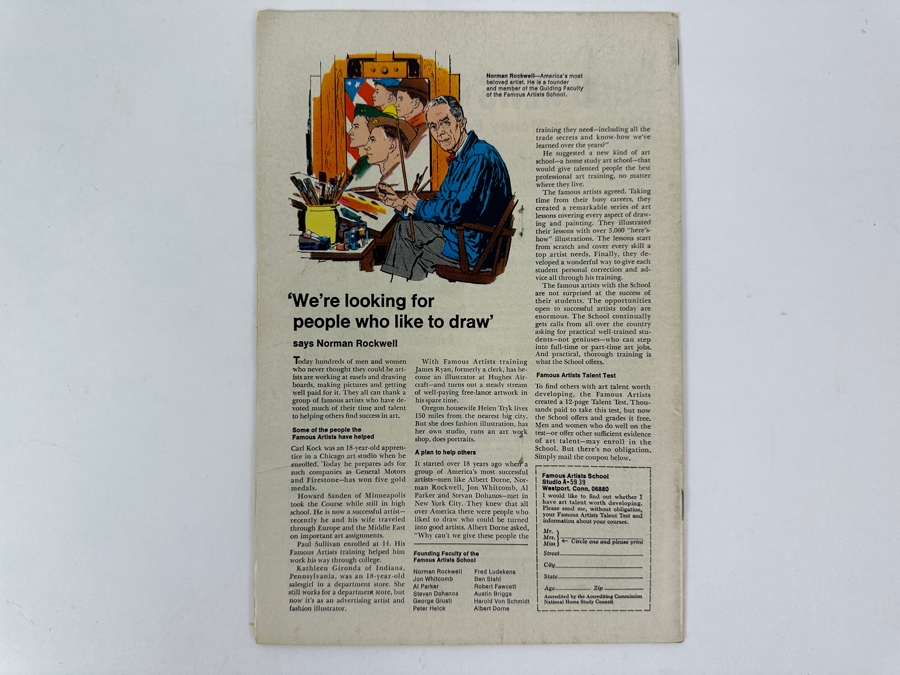 Norman Rockwell—America's most
beloved artist. He is a founder
and member of the Guiding Faculty
of the Famous Artists School.
'We're looking for
people who like to draw'
says Norman Rockwell
Today hundreds of men and women
who never thought they could be art-
ists are working at easels and drawing
boards, making pictures and getting
well paid for it. They all can thank a
group of famous artists who have de-
voted much of their time and talent
to helping others find success in art.
Some of the people the
Famous Artists have helped
Carl Kock was an 18-year-old appren-
tice in a Chicago art studio when he
enrolled. Today he prepares ads for
such companies as General Motors
and Firestone—has won five gold
medals.
Howard Sanden of Minneapolis
took the Course while still in high
school. He is now a successful artist—
recently he and his wife traveled
through Europe and the Middle East
on important art assignments.
Paul Sullivan enrolled at 14. His
Famous Artists training helped him
work his way through college.
Kathleen Gironda of Indiana,
Pennsylvania, was an 18-year-old
salesgirl in a department store. She
still works for a department store, but
now it's as an advertising artist and
fashion illustrator.
With Famous Artists training
James Ryan, formerly a clerk, has be-
come an illustrator at Hughes Air-
craft—and turns out a steady stream
of well-paying free-lance artwork in
his spare time.
Oregon housewife Helen Tryk lives
150 miles from the nearest big city.
But she does fashion illustration, has
her own studio, runs an art work
shop, does portraits.
A plan to help others
It started over 18 years ago when a
group of America's most successful
artists—men like Albert Dorne, Nor-
man Rockwell, Jon Whitcomb, Al
Parker and Stevan Dohanos—met in
New York City. They knew that all
over America there were people who
liked to draw who could be turned
into good artists. Albert Dorne asked,
"Why can't we give these people the
Founding Faculty of the
Famous Artists School
Norman Rockwell
Jon Whitcomb
Al Parker
Stevan Dohanos
George Giusti
Peter Helck
Fred Ludekens
Ben Stahl
Robert Fawcett
Austin Briggs
Harold Von Schmidt
Albert Dorne
training they need—including all the
trade secrets and know-how we've
learned over the years?"
He suggested a new kind of art
school—a home study art school—that
would give talented people the best
professional art training, no matter
where they live.
The famous artists agreed. Taking
time from their busy careers, they
created a remarkable series of art
lessons covering every aspect of draw-
ing and painting. They illustrated
their lessons with over 5,000 "here's-
how" illustrations. The lessons start
from scratch and cover every skill a
top artist needs. Finally, they de-
veloped a wonderful way to give each
student personal correction and ad-
vice all through his training.
The famous artists with the School
are not surprised at the success of
their students. The opportunities
open to successful artists today are
enormous. The School continually
gets calls from all over the country
asking for practical well-trained stu-
dents—not geniuses—who can step
into full-time or part-time art jobs.
And practical, thorough training is
what the School offers.
Famous Artists Talent Test
To find others with art talent worth
developing, the Famous Artists
created a 12-page Talent Test. Thou-
sands paid to take this test, but now
the School offers and grades it free.
Men and women who do well on the
test—or offer other sufficient evidence
of art talent—may enroll in the
School. But there's no obligation.
Simply mail the coupon below.
Famous Artists School
Studio A-5939
Westport, Conn. 06880
I would like to find out whether I
have art talent worth developing.
Please send me, without obligation,
your Famous Artists Talent Test and
information about your courses.
Mr.
Mrs.
Miss
← Circle one and please print
Street
City
State
Age Zip
Accredited by the Accrediting Commission
National Home Study Council